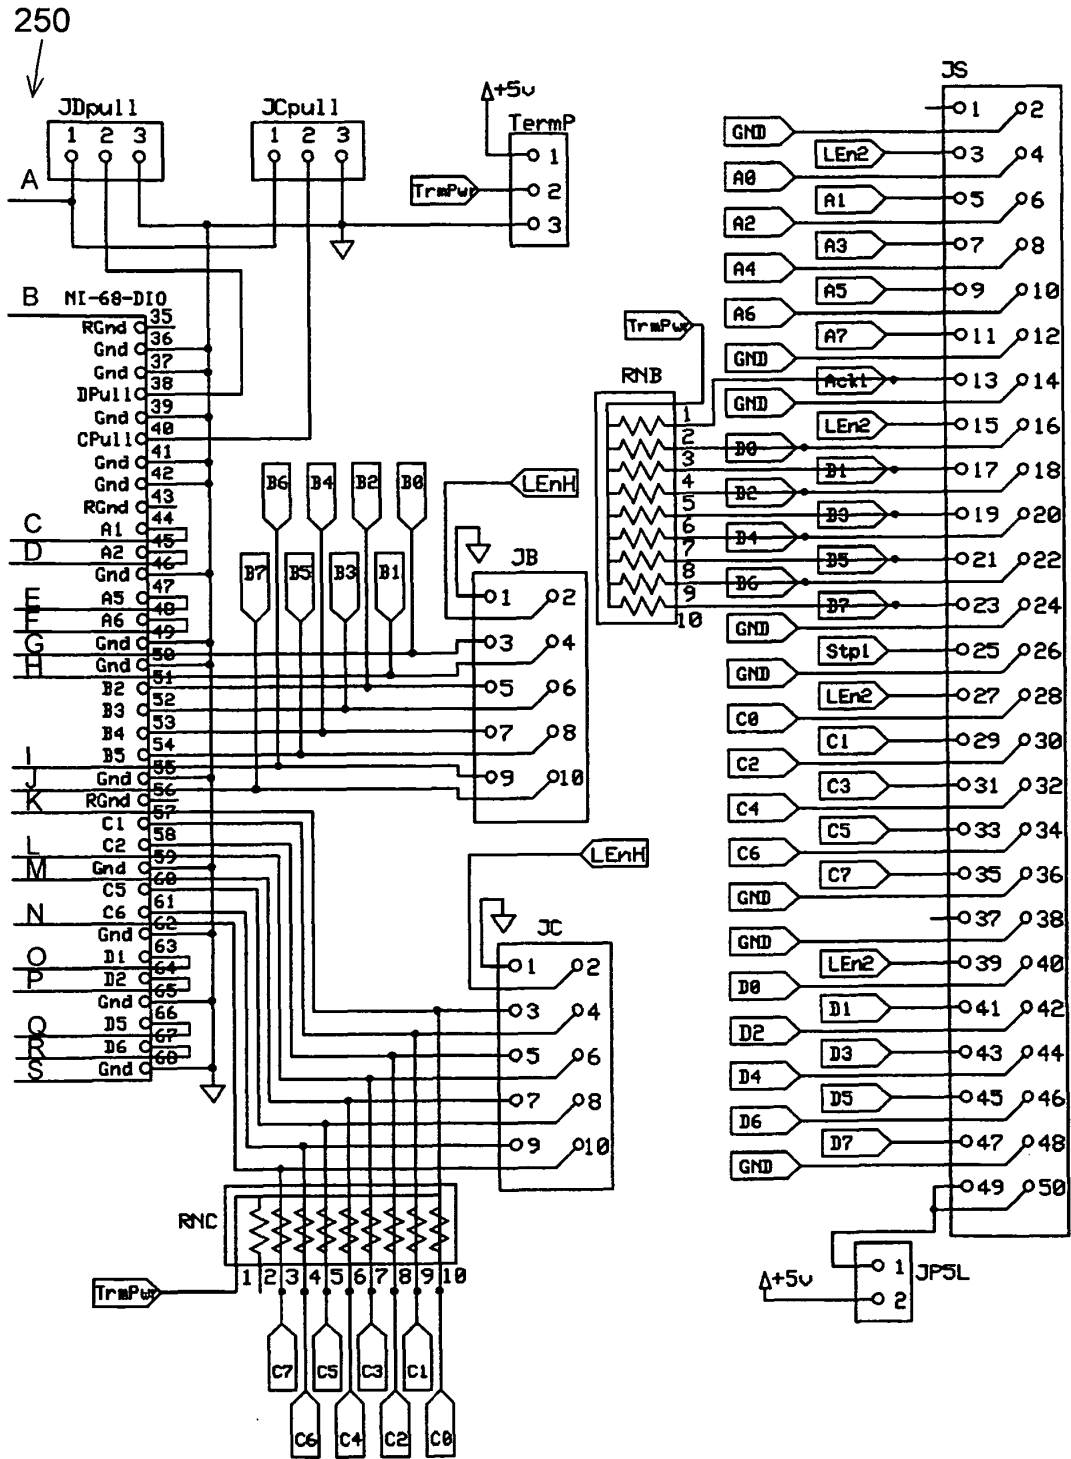 250
JDpull
1 2 3
JCpull
1 2 3
+5v
TermP
1
TrmPwr 2
3
A
B
NI-68-DIO
RGnd 35
Gnd 36
Gnd 37
DPull 38
Gnd 39
CPull 40
Gnd 41
Gnd 42
RGnd 43
C A1 44
D A2 45
Gnd 46
E A5 47
F A6 48
G Gnd 49
H Gnd 50
B2 51
B3 52
B4 53
B5 54
I 55
J Gnd 56
K RGnd 57
C1
L C2 58
M Gnd 59
C5 60
N C6 61
Gnd 62
O D1 63
P D2 64
Gnd 65
Q D5 66
R D6 67
S Gnd 68
B6 B4 B2 B0
B7 B5 B3 B1
LEnH
JB
1 2
3 4
5 6
7 8
9 10
LEnH
JC
1 2
3 4
5 6
7 8
9 10
RNC
1 2 3 4 5 6 7 8 9 10
TrmPwr
C7 C5 C3 C1
C6 C4 C2 C0
TrmPwr
RNB
1
2
3
4
5
6
7
8
9
10
JS
1 2
GND
LEn2 3 4
A0
A1 5 6
A2
A3 7 8
A4
A5 9 10
A6
A7 11 12
GND
Ack1 13 14
GND
LEn2 15 16
B0
B1 17 18
B2
B3 19 20
B4
B5 21 22
B6
B7 23 24
GND
Stp1 25 26
GND
LEn2 27 28
C0
C1 29 30
C2
C3 31 32
C4
C5 33 34
C6
C7 35 36
GND
37 38
GND
LEn2 39 40
D0
D1 41 42
D2
D3 43 44
D4
D5 45 46
D6
D7 47 48
GND
49 50
1 JP5L
+5v 2